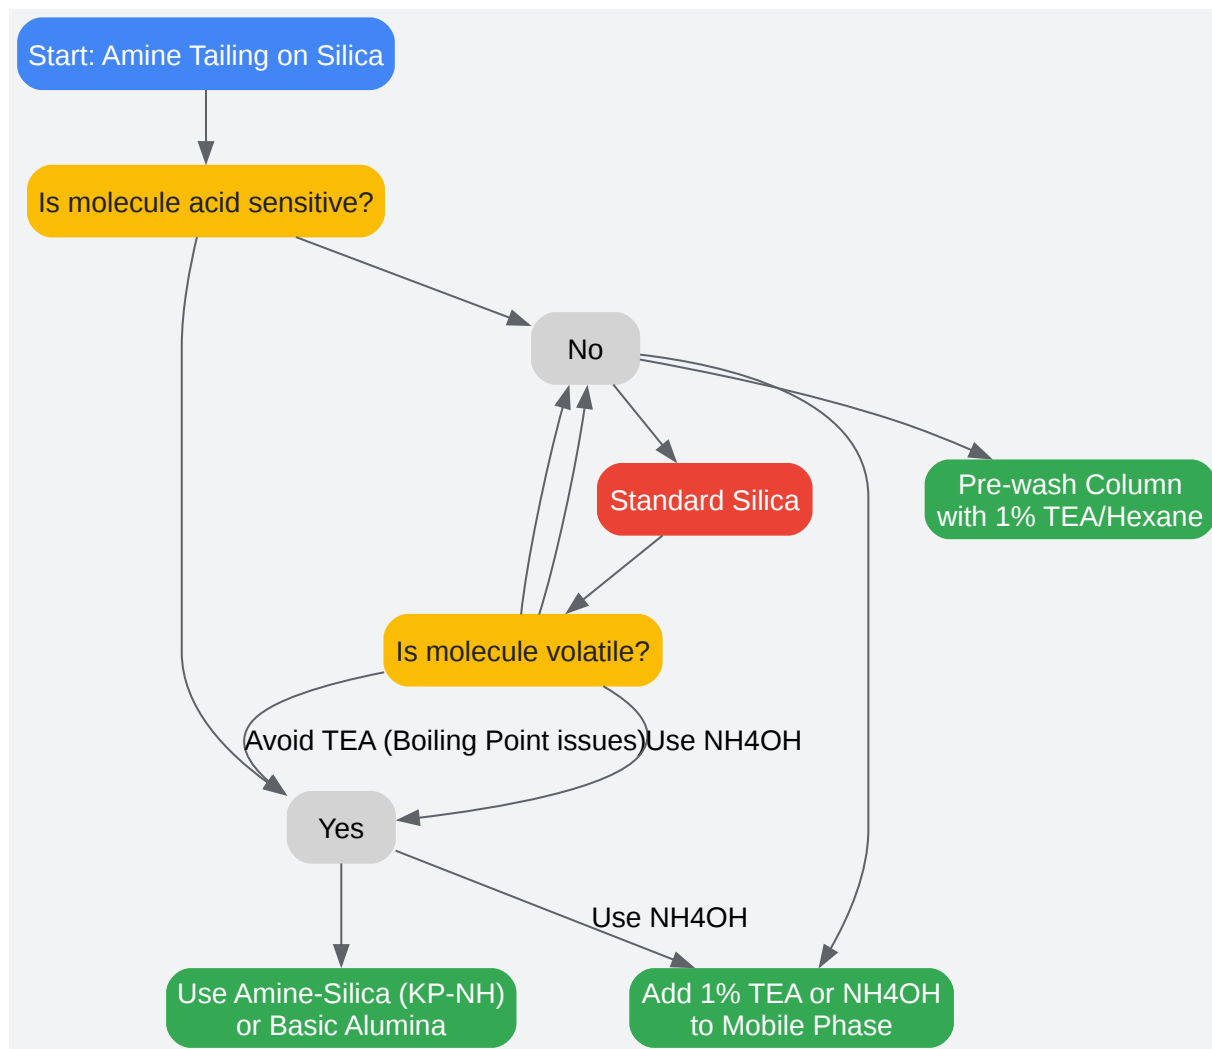 Start: Amine Tailing on Silica
Is molecule acid sensitive?
No
Standard Silica
Pre-wash Column
with 1% TEA/Hexane
Is molecule volatile?
Avoid TEA (Boiling Point issues)
Use NH4OH
Yes
Use NH4OH
Use Amine-Silica (KP-NH)
or Basic Alumina
Add 1% TEA or NH4OH
to Mobile Phase